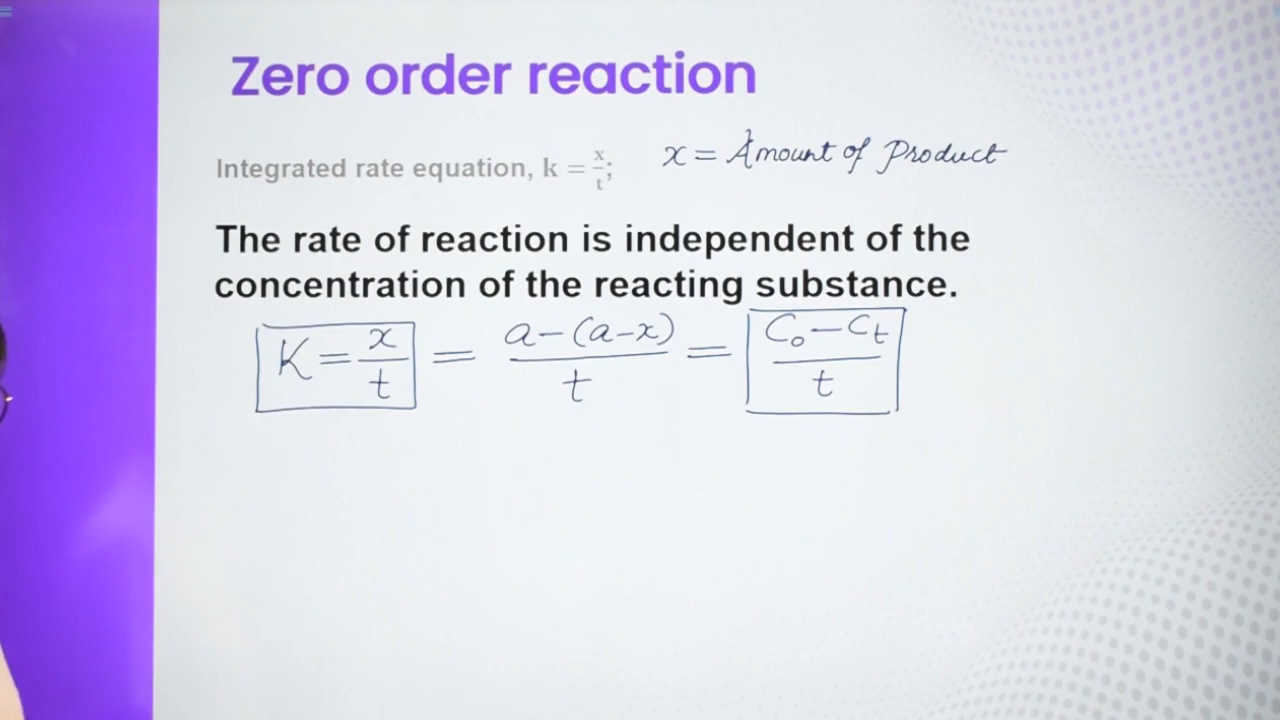 Zero order reaction
Integrated rate equation, k = x/t; x = Amount of Product
The rate of reaction is independent of the
concentration of the reacting substance.
K = x/t = a-(a-x)/t = C₀-Cₜ/t